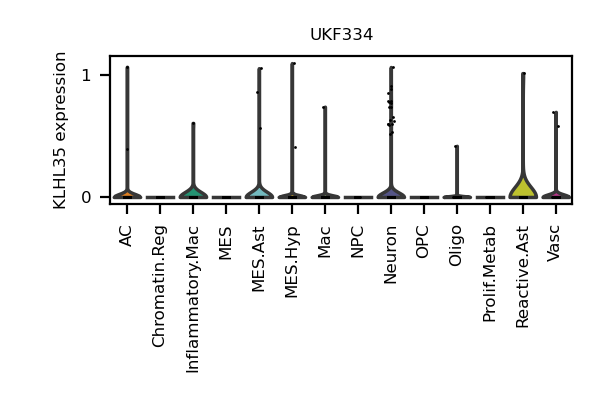 UKF334
KLHL35 expression
1
0
AC
Chromatin.Reg
Inflammatory.Mac
MES
MES.Ast
MES.Hyp
Mac
NPC
Neuron
OPC
Oligo
Prolif.Metab
Reactive.Ast
Vasc